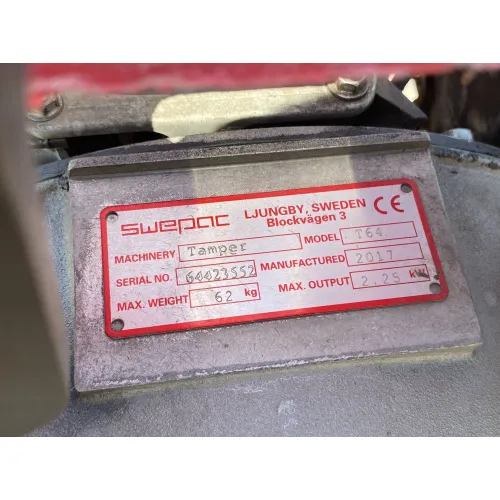 swepac LJUNGBY, SWEDEN CE
Blockvägen 3
MACHINERY Tamper MODEL T64
SERIAL NO. 64423552 MANUFACTURED 2017
MAX. WEIGHT 62 kg MAX. OUTPUT 2.25 kW